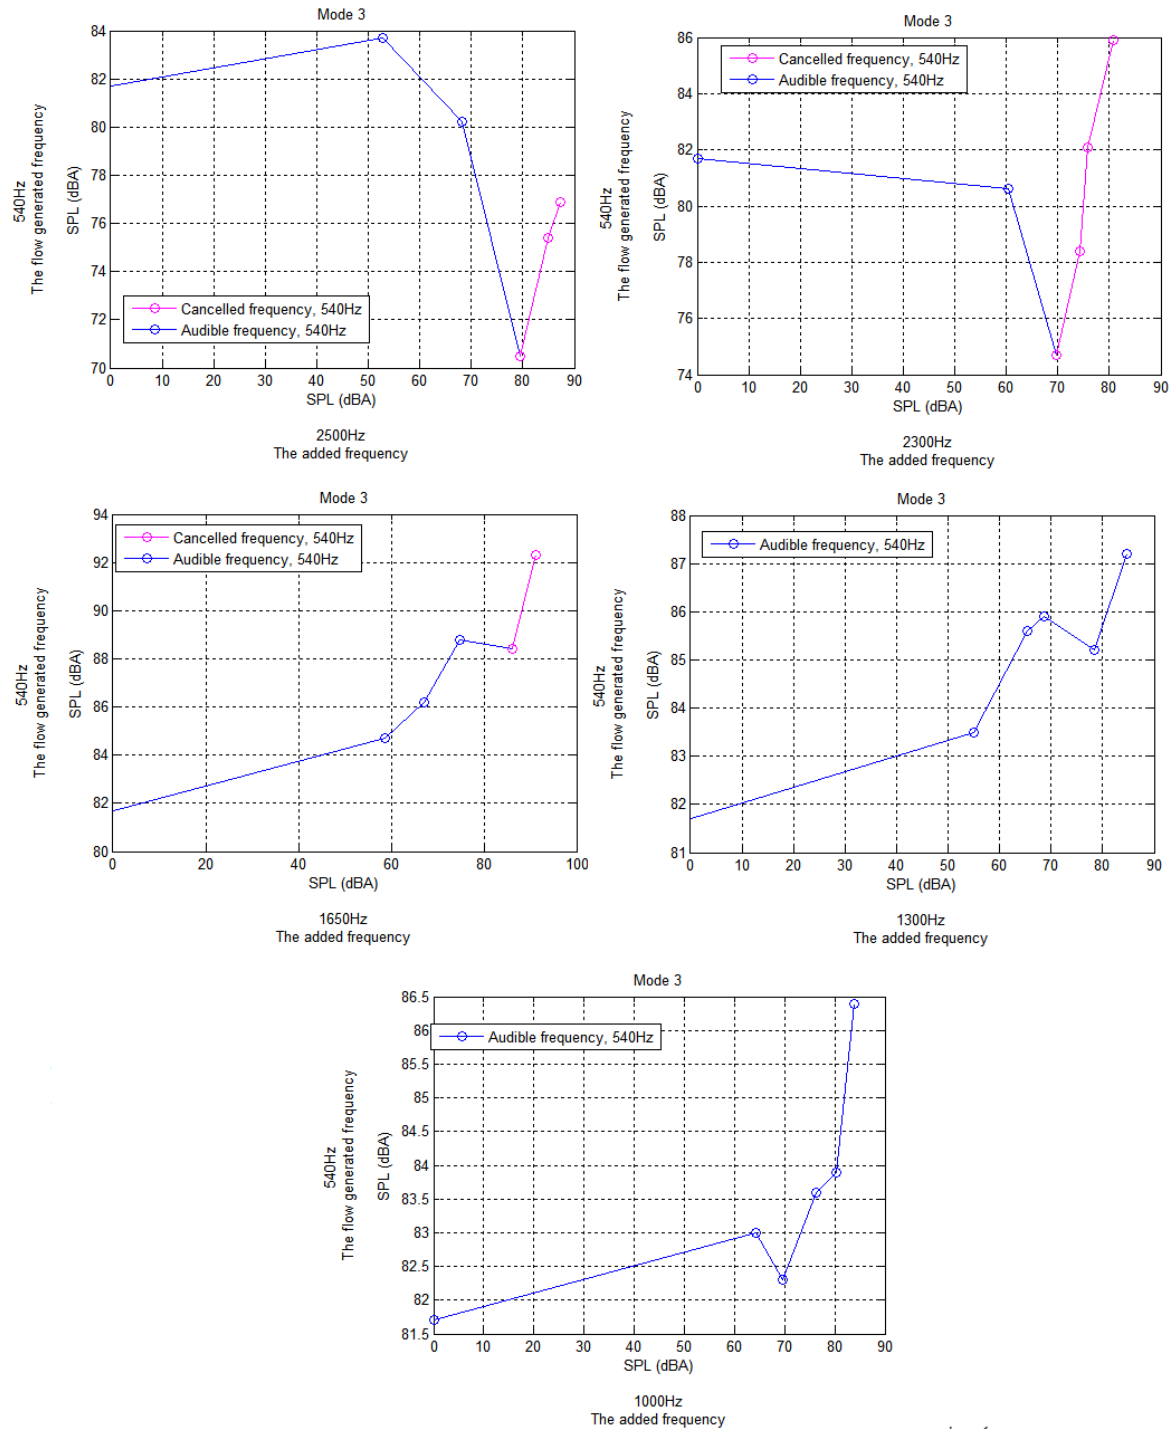 Mode 3
84
82
80
78
76
74
72
70
540Hz
The flow generated frequency
SPL (dBA)
Cancelled frequency, 540Hz
Audible frequency, 540Hz
0 10 20 30 40 50 60 70 80 90
SPL (dBA)
2500Hz
The added frequency
Mode 3
86
84
82
80
78
76
74
540Hz
The flow generated frequency
SPL (dBA)
Cancelled frequency, 540Hz
Audible frequency, 540Hz
0 10 20 30 40 50 60 70 80 90
SPL (dBA)
2300Hz
The added frequency
Mode 3
94
92
90
88
86
84
82
80
540Hz
The flow generated frequency
SPL (dBA)
Cancelled frequency, 540Hz
Audible frequency, 540Hz
0 20 40 60 80 100
SPL (dBA)
1650Hz
The added frequency
Mode 3
88
87
86
85
84
83
82
81
540Hz
The flow generated frequency
SPL (dBA)
Audible frequency, 540Hz
0 10 20 30 40 50 60 70 80 90
SPL (dBA)
1300Hz
The added frequency
Mode 3
86.5
86
85.5
85
84.5
84
83.5
83
82.5
82
81.5
540Hz
The flow generated frequency
SPL (dBA)
Audible frequency, 540Hz
0 10 20 30 40 50 60 70 80 90
SPL (dBA)
1000Hz
The added frequency